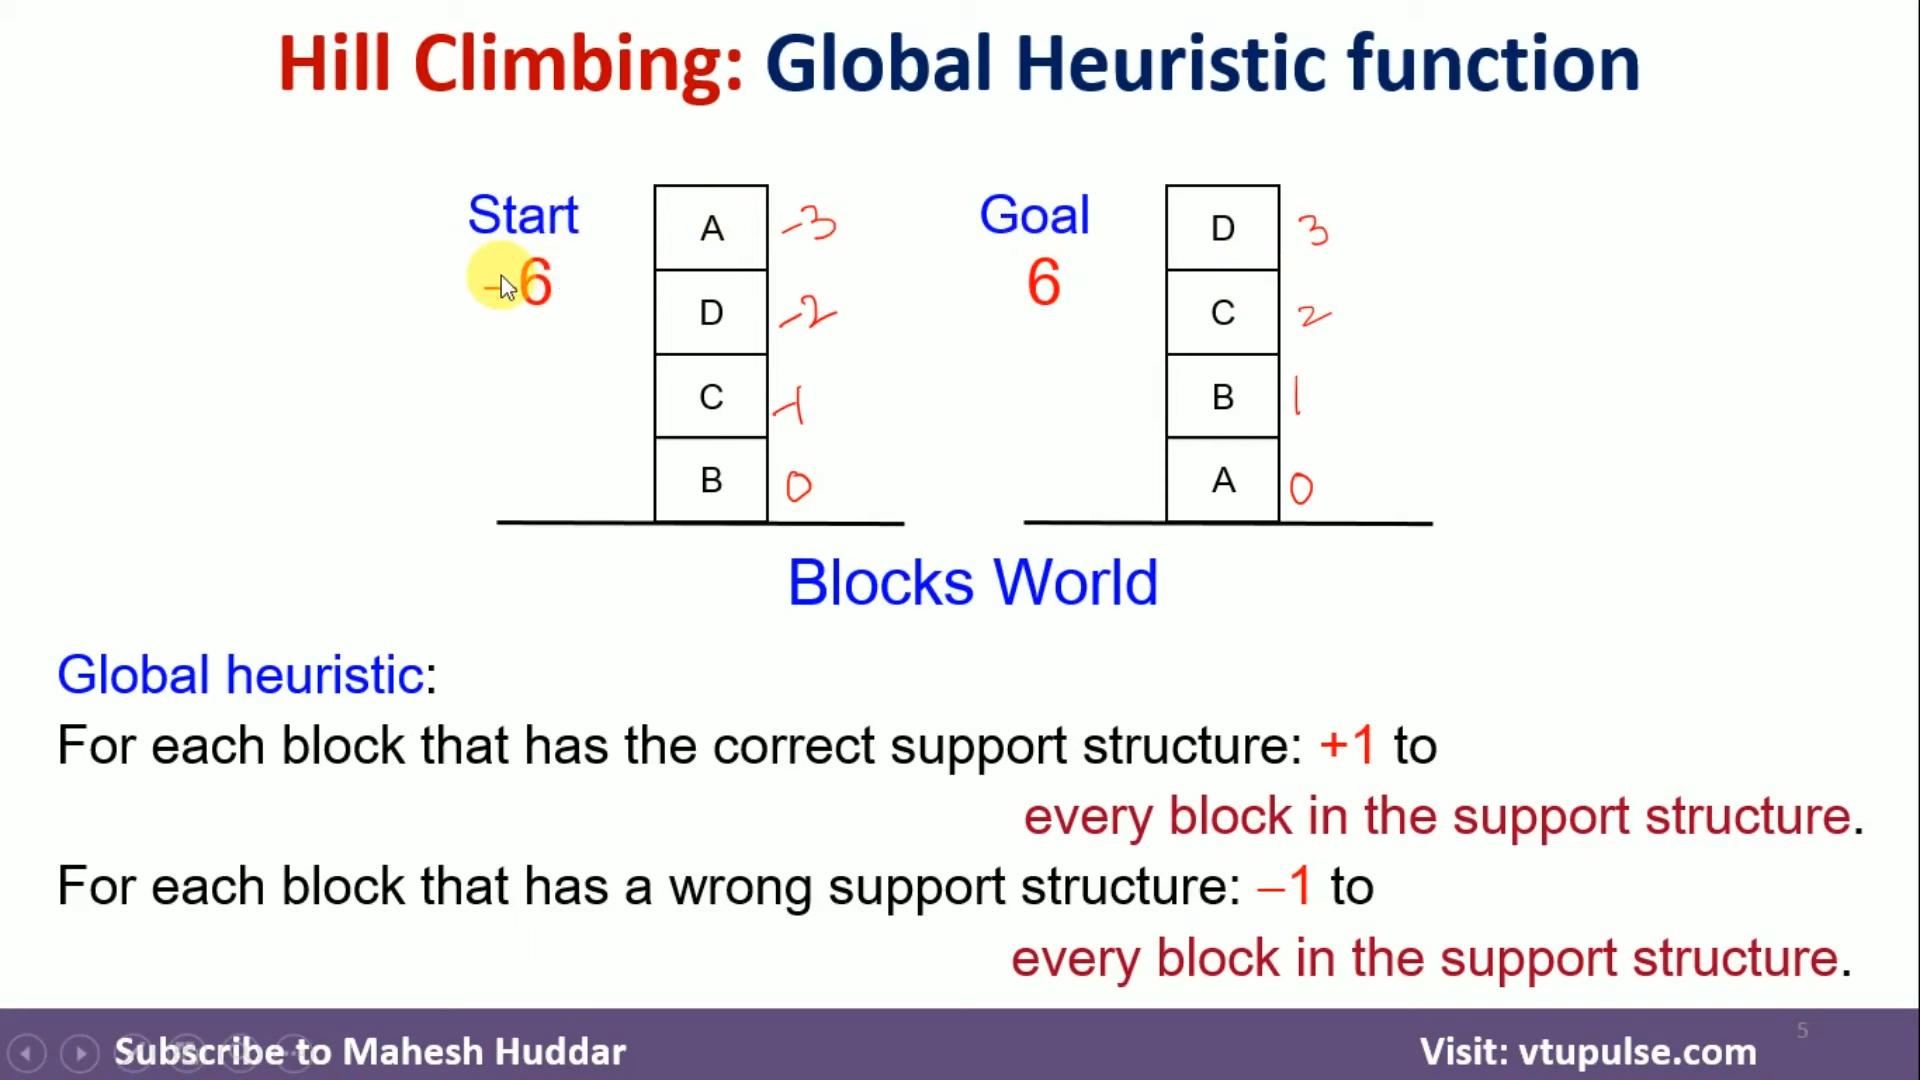 Hill Climbing: Global Heuristic function
Start
–6
A -3
D -2
C -1
B 0
Goal
6
D 3
C 2
B 1
A 0
Blocks World
Global heuristic:
For each block that has the correct support structure: +1 to
every block in the support structure.
For each block that has a wrong support structure: –1 to
every block in the support structure.
5
Subscribe to Mahesh Huddar
Visit: vtupulse.com